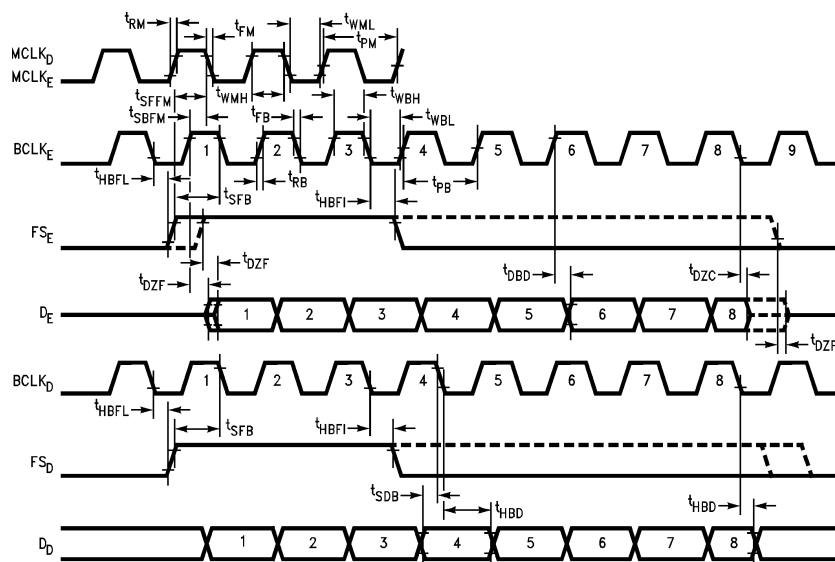 tRM tFM tWML
tPM
MCLKD
MCLKE
tSFFM tWMH tWBH
tSBFM tFB tWBL
BCLKE 1 2 3 4 5 6 7 8 9
tHBFL tSFB tRB tHBFI tPB
FSE
tDZF tDZF tDBD tDZC
DE 1 2 3 4 5 6 7 8
tDZF
BCLKD 1 2 3 4 5 6 7 8
tHBFL tSFB tHBFI
FSD
tSDB tHBD tHBD
DD 1 2 3 4 5 6 7 8